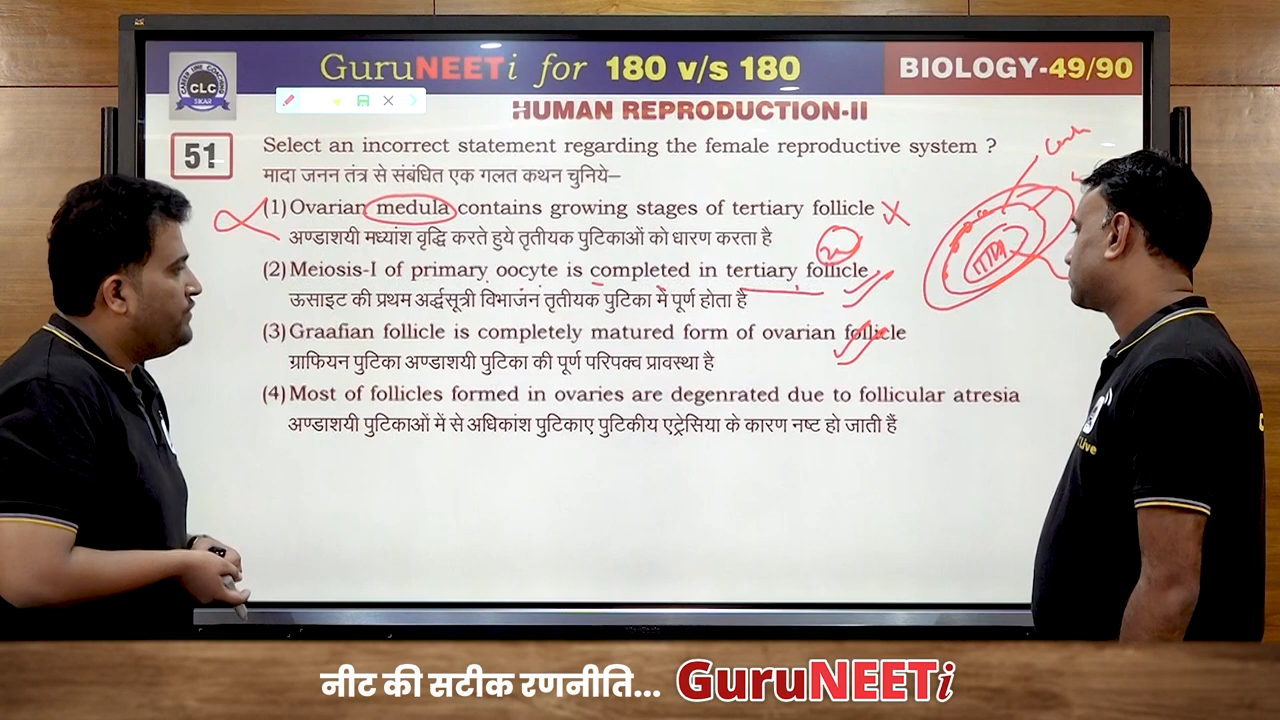 GuruNEETi for 180 v/s 180
BIOLOGY-49/90
CLC
SIKAR
HUMAN REPRODUCTION-II
51
Select an incorrect statement regarding the female reproductive system ?
मादा जनन तंत्र से संबंधित एक गलत कथन चुनिये–
(1) Ovarian medula contains growing stages of tertiary follicle
अण्डाशयी मध्यांश वृद्धि करते हुये तृतीयक पुटिकाओं को धारण करता है
(2) Meiosis-I of primary oocyte is completed in tertiary follicle
ऊसाइट की प्रथम अर्द्धसूत्री विभाजन तृतीयक पुटिका में पूर्ण होता है
(3) Graafian follicle is completely matured form of ovarian follicle
ग्राफियन पुटिका अण्डाशयी पुटिका की पूर्ण परिपक्व प्रावस्था है
(4) Most of follicles formed in ovaries are degenrated due to follicular atresia
अण्डाशयी पुटिकाओं में से अधिकांश पुटिकाए पुटिकीय एट्रेसिया के कारण नष्ट हो जाती हैं
Live
नीट की सटीक रणनीति... GuruNEETi